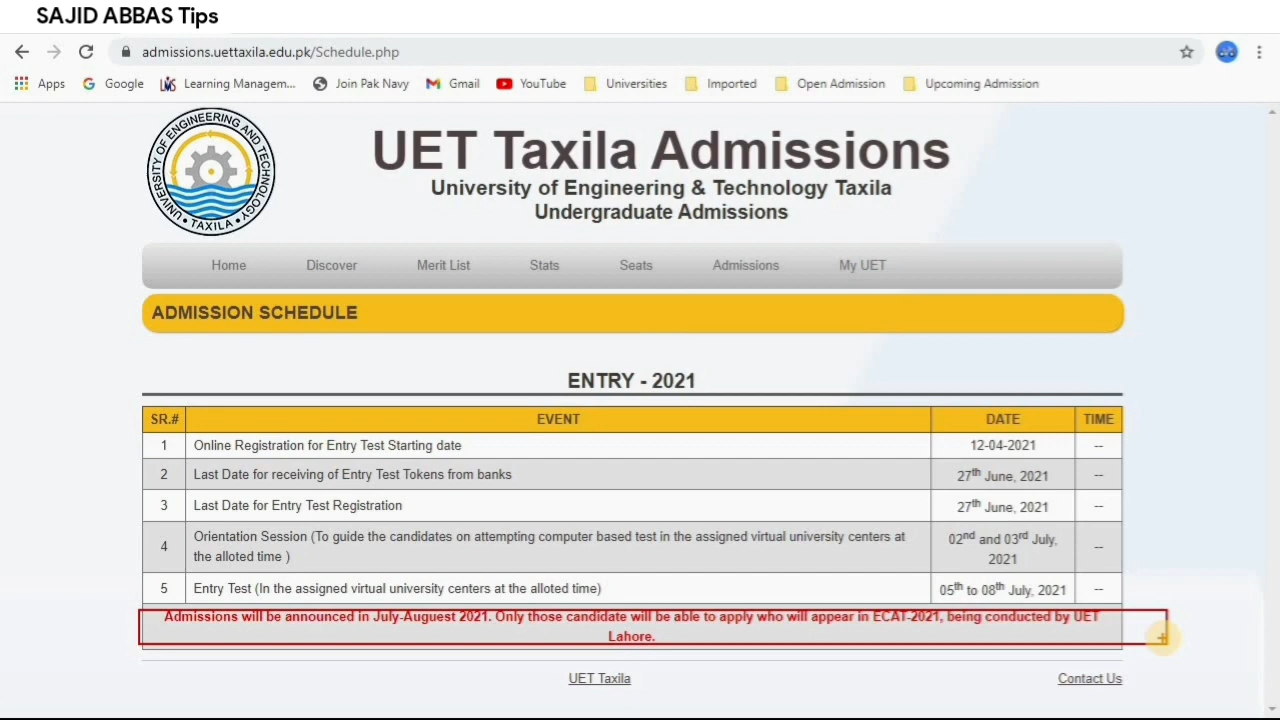 SAJID ABBAS Tips
admissions.uettaxila.edu.pk/Schedule.php
Apps Google Learning Managem... Join Pak Navy Gmail YouTube Universities Imported Open Admission Upcoming Admission
UNIVERSITY OF ENGINEERING AND TECHNOLOGY
• TAXILA •
UET Taxila Admissions
University of Engineering & Technology Taxila
Undergraduate Admissions
Home Discover Merit List Stats Seats Admissions My UET
ADMISSION SCHEDULE
ENTRY - 2021
SR.# EVENT DATE TIME
1 Online Registration for Entry Test Starting date 12-04-2021 --
2 Last Date for receiving of Entry Test Tokens from banks 27th June, 2021 --
3 Last Date for Entry Test Registration 27th June, 2021 --
4 Orientation Session (To guide the candidates on attempting computer based test in the assigned virtual university centers at 02nd and 03rd July, --
the alloted time ) 2021
5 Entry Test (In the assigned virtual university centers at the alloted time) 05th to 08th July, 2021 --
Admissions will be announced in July-Auguest 2021. Only those candidate will be able to apply who will appear in ECAT-2021, being conducted by UET
Lahore.
UET Taxila Contact Us